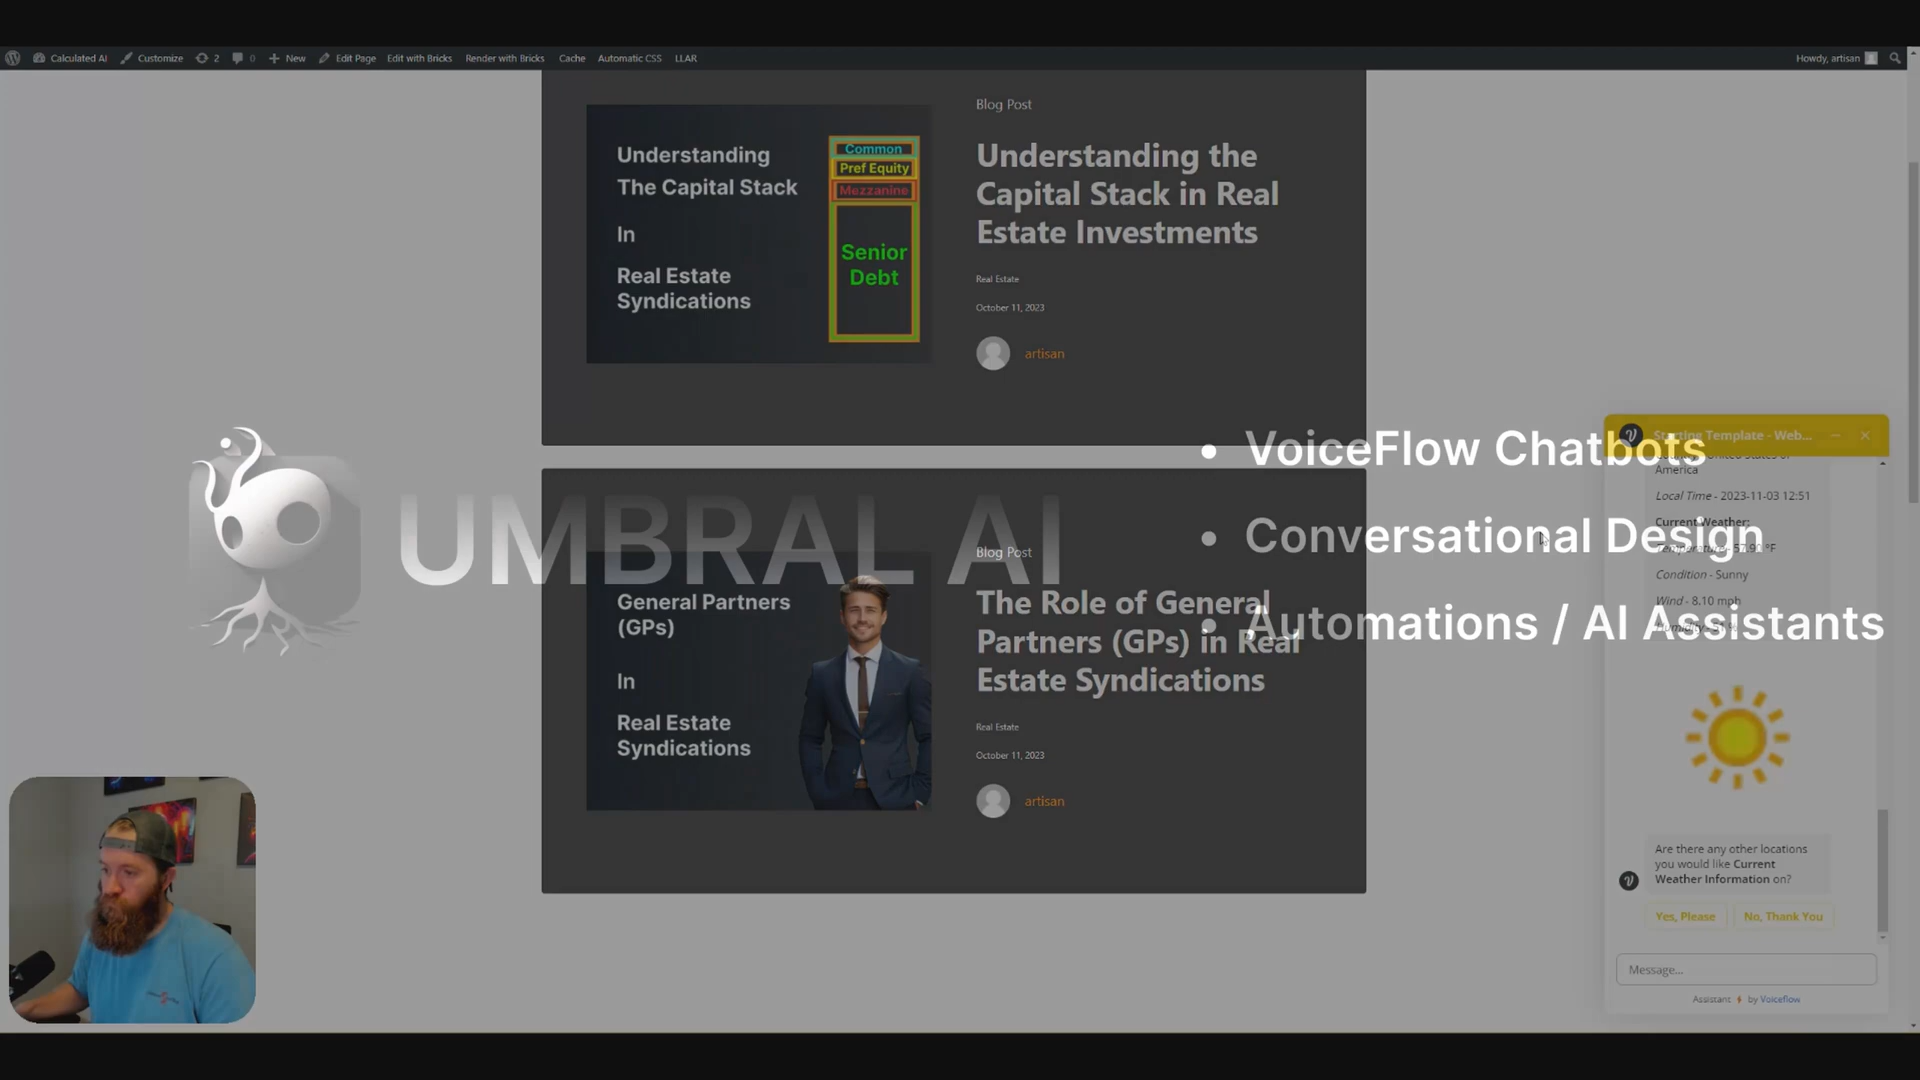 Calculated AI
Customize
2
0
New
Edit Page
Edit with Bricks
Render with Bricks
Cache
Automatic CSS
LLAR
Howdy, artisan
Understanding
The Capital Stack
In
Real Estate
Syndications
Common
Pref Equity
Mezzanine
Senior
Debt
Blog Post
Understanding the
Capital Stack in Real
Estate Investments
Real Estate
October 11, 2023
artisan
UMBRAL AI
• VoiceFlow Chatbots
• Conversational Design
• Automations / AI Assistants
General Partners
(GPs)
In
Real Estate
Syndications
Blog Post
The Role of General
Partners (GPs) in Real
Estate Syndications
Real Estate
October 11, 2023
artisan
Starting Template - Web...
America
Local Time - 2023-11-03 12:51
Current Weather:
Condition - Sunny
Wind - 8.10 mph
Are there any other locations
you would like Current
Weather Information on?
Yes, Please
No, Thank You
Message...
Assistant by Voiceflow